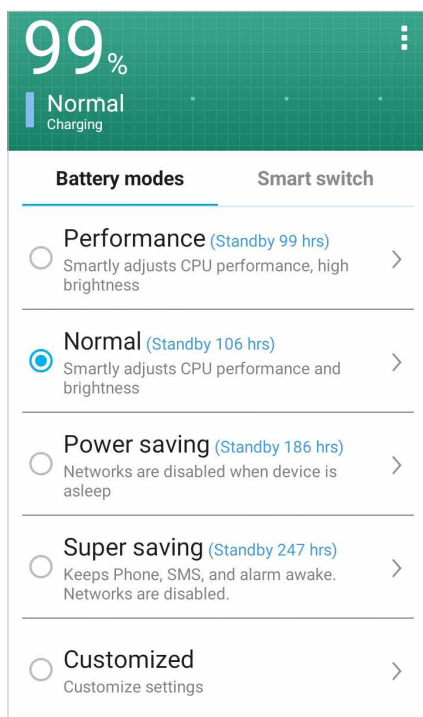 99%
Normal
Charging
Battery modes
Smart switch
Performance (Standby 99 hrs)
Smartly adjusts CPU performance, high
brightness
Normal (Standby 106 hrs)
Smartly adjusts CPU performance and
brightness
Power saving (Standby 186 hrs)
Networks are disabled when device is
asleep
Super saving (Standby 247 hrs)
Keeps Phone, SMS, and alarm awake.
Networks are disabled.
Customized
Customize settings